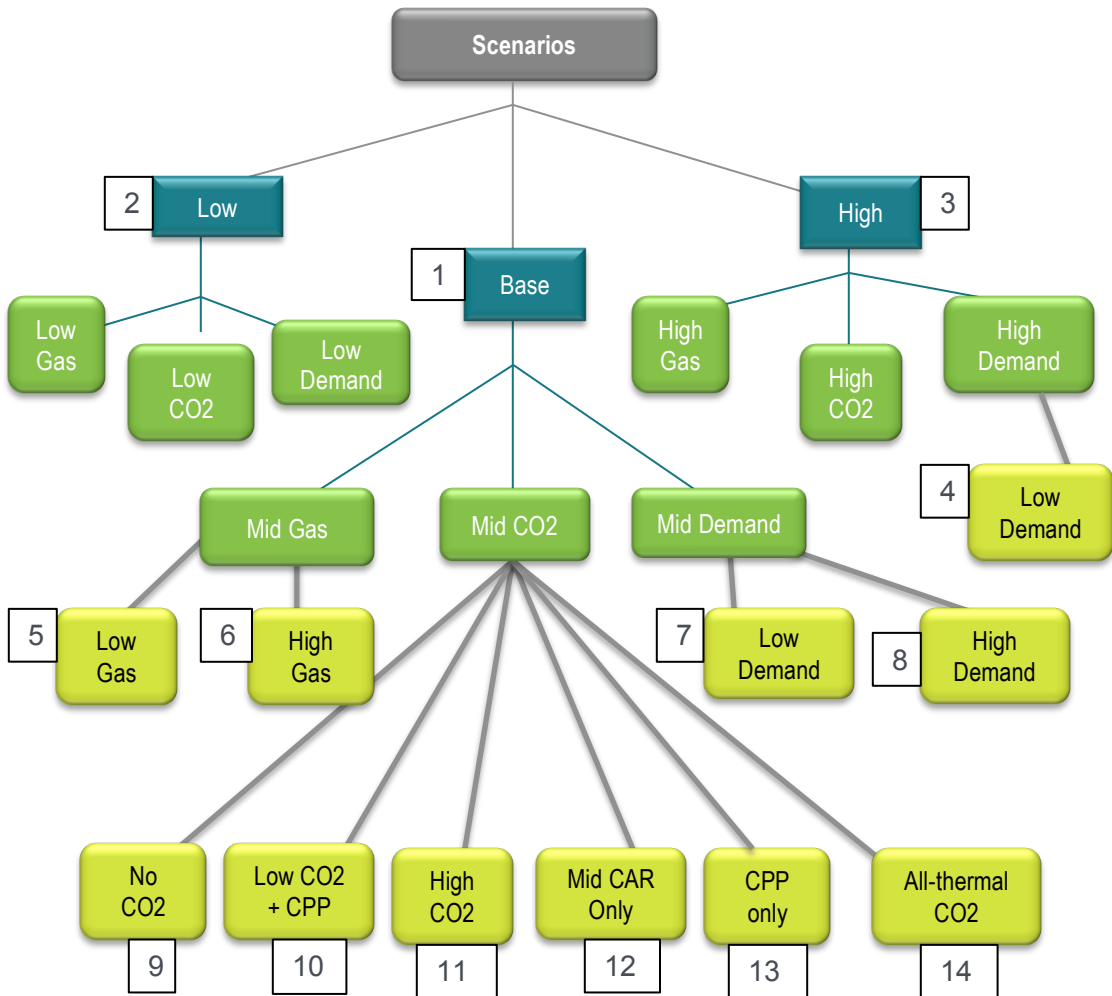 Scenarios
2
Low
3
High
1
Base
Low
Gas
Low
CO2
Low
Demand
High
Gas
High
CO2
High
Demand
4
Low
Demand
Mid Gas
Mid CO2
Mid Demand
5
Low
Gas
6
High
Gas
7
Low
Demand
8
High
Demand
No
CO2
Low CO2
+ CPP
High
CO2
Mid CAR
Only
CPP
only
All-thermal
CO2
9
10
11
12
13
14